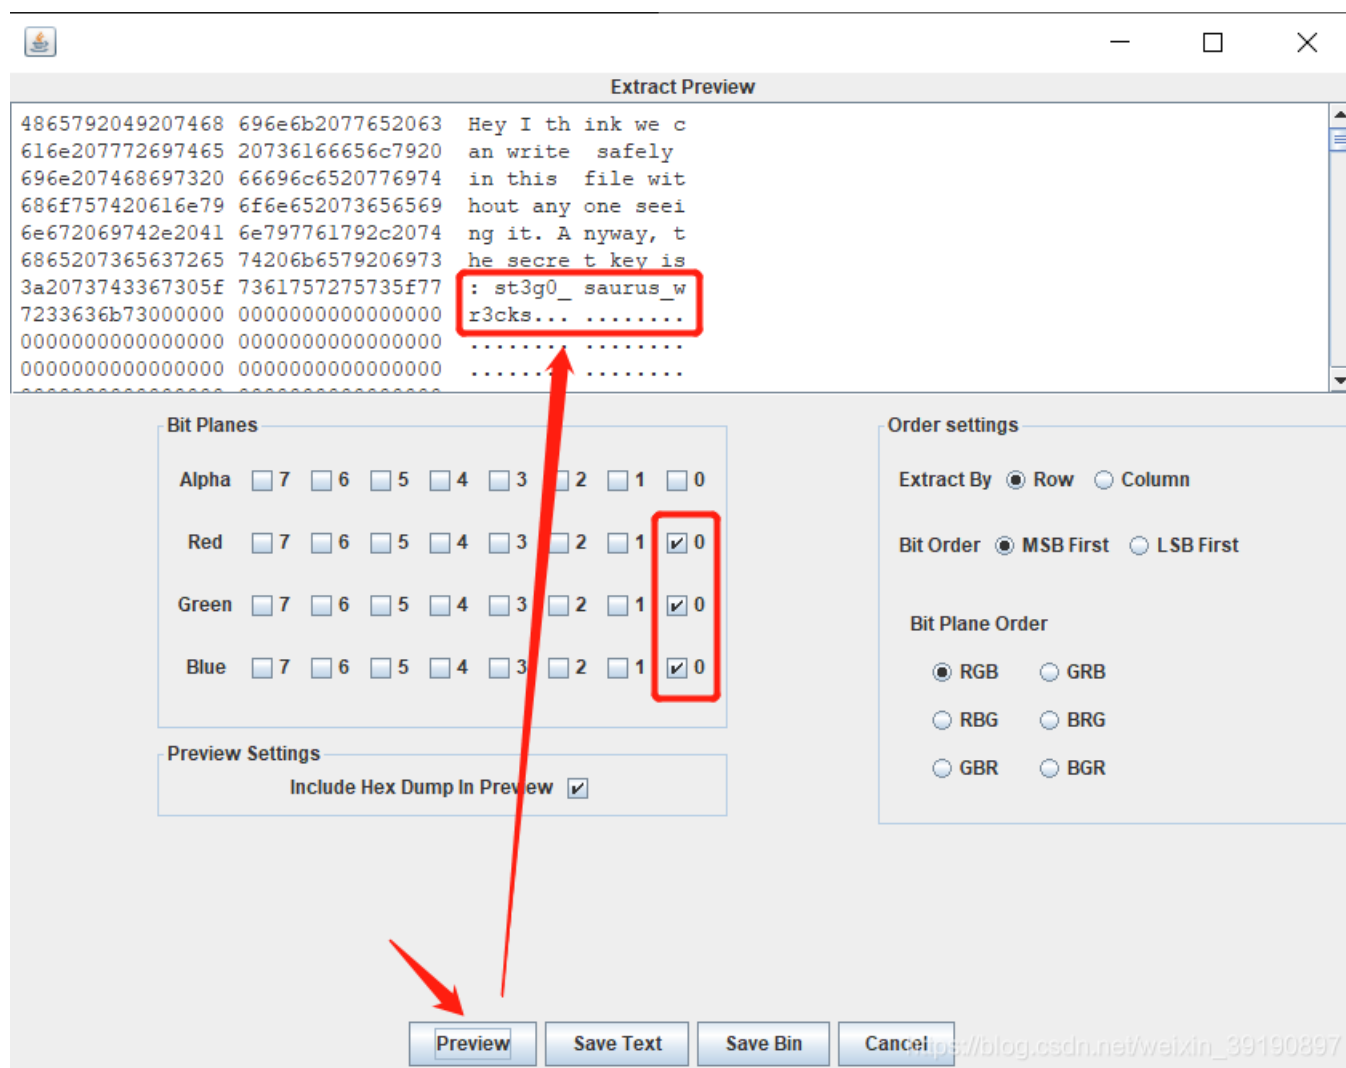 Extract Preview
4865792049207468 696e6b2077652063 Hey I th ink we c
616e207772697465 20736166656c7920 an write  safely
696e207468697320 66696c6520776974 in this  file wit
686f757420616e79 6f6e652073656569 hout any one seei
6e672069742e2041 6e797761792c2074 ng it. A nyway, t
6865207365637265 74206b6579206973 he secre t key is
3a2073743367305f 7361757275735f77 : st3g0_ saurus_w
7233636b73000000 0000000000000000 r3cks... ........
0000000000000000 0000000000000000 ........ ........
0000000000000000 0000000000000000 ........ ........
Bit Planes
Order settings
Alpha 7 6 5 4 3 2 1 0
Extract By Row Column
Red 7 6 5 4 3 2 1 0
Bit Order MSB First LSB First
Green 7 6 5 4 3 2 1 0
Bit Plane Order
Blue 7 6 5 4 3 2 1 0
RGB GRB
RBG BRG
Preview Settings
GBR BGR
Include Hex Dump In Preview
Preview Save Text Save Bin Cancel
https://blog.csdn.net/weixin_39190897